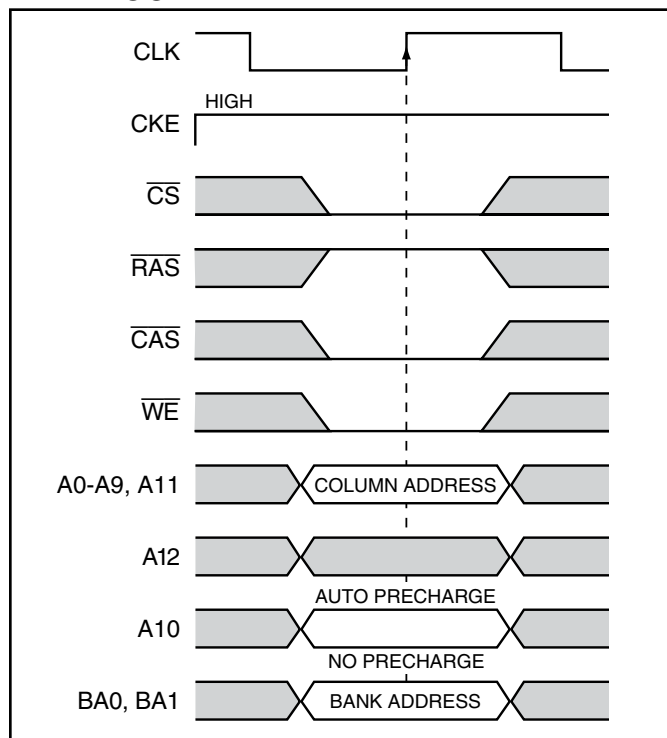 CLK
HIGH
CKE
CS
RAS
CAS
WE
A0-A9, A11
COLUMN ADDRESS
A12
AUTO PRECHARGE
A10
NO PRECHARGE
BA0, BA1
BANK ADDRESS